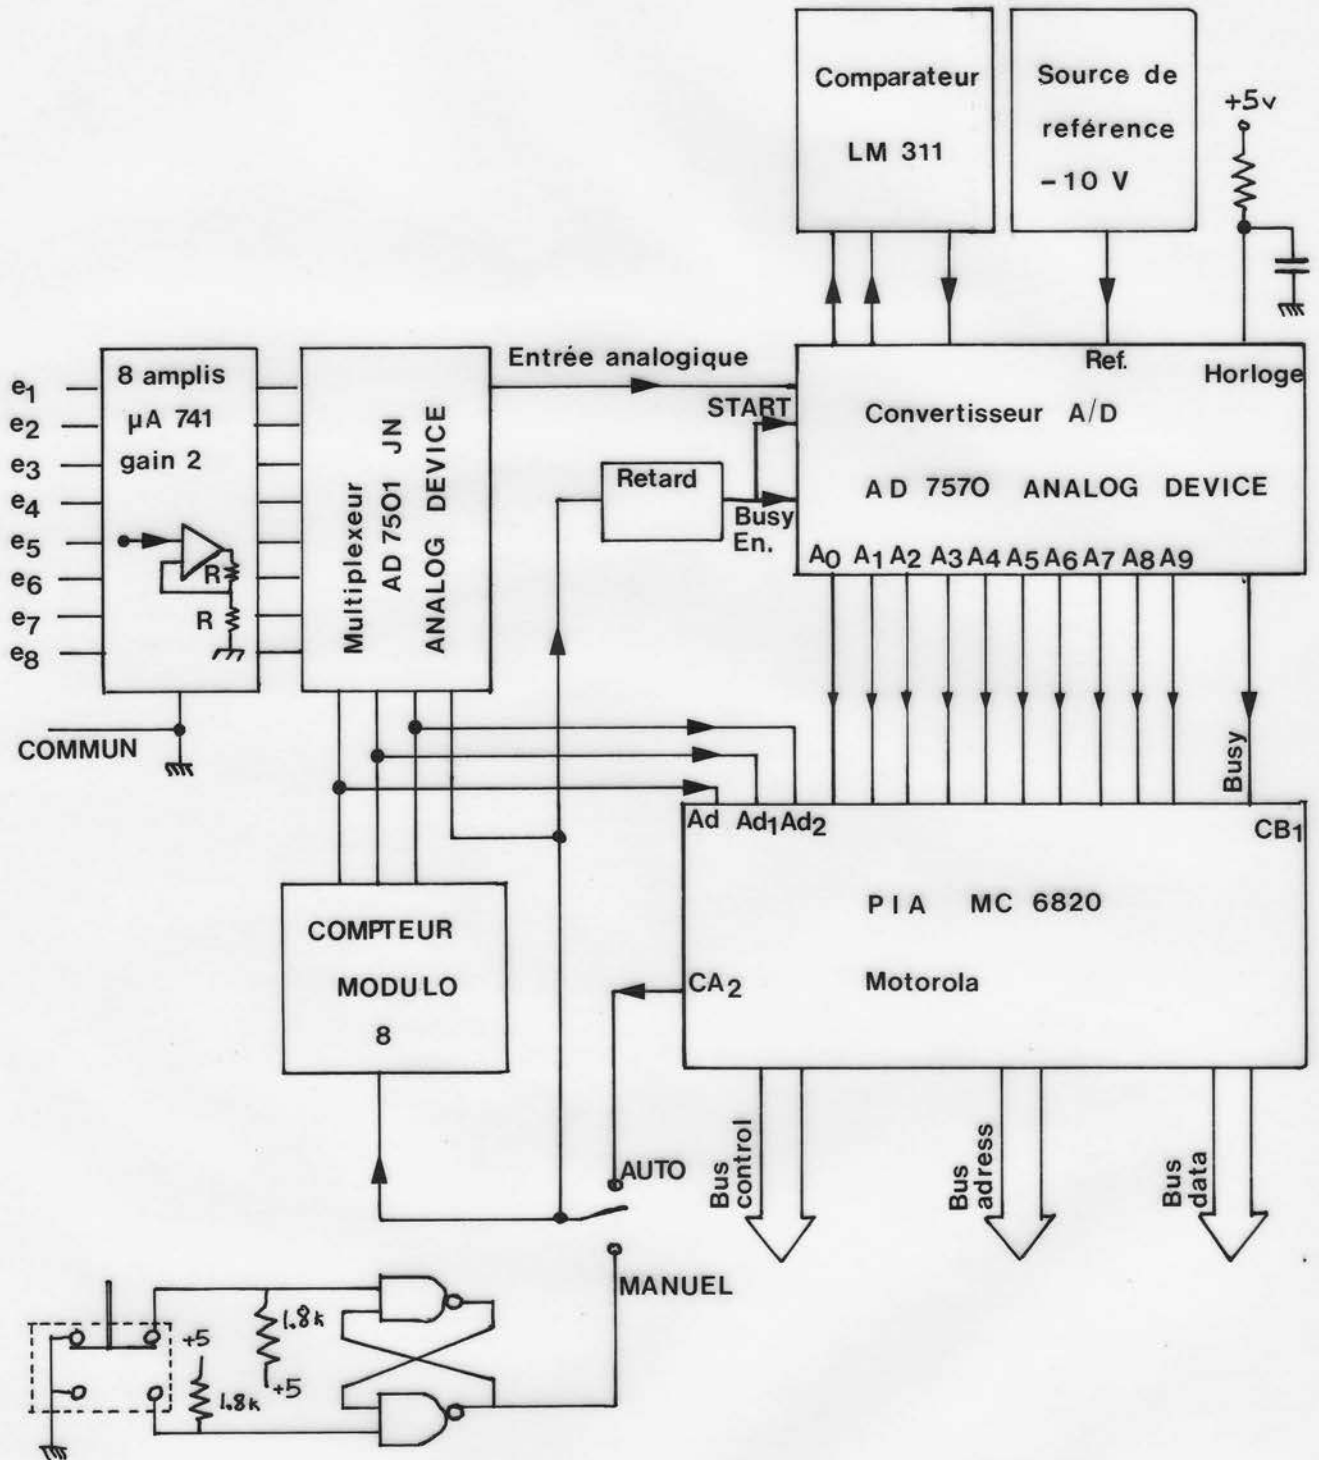 Comparateur
LM 311
Source de
reférence
-10 V
+5v
e1
e2
e3
e4
e5
e6
e7
e8
8 amplis
µA 741
gain 2
R
R
COMMUN
Multiplexeur
AD 7501 JN
ANALOG DEVICE
Entrée analogique
START
Retard
Busy
En.
Ref.
Horloge
Convertisseur A/D
AD 7570 ANALOG DEVICE
A0 A1 A2 A3 A4 A5 A6 A7 A8 A9
Busy
Ad Ad1 Ad2
CB1
PIA MC 6820
Motorola
CA2
COMPTEUR
MODULO
8
AUTO
MANUEL
Bus
control
Bus
adress
Bus
data
1.8k
+5
+5
1.8k